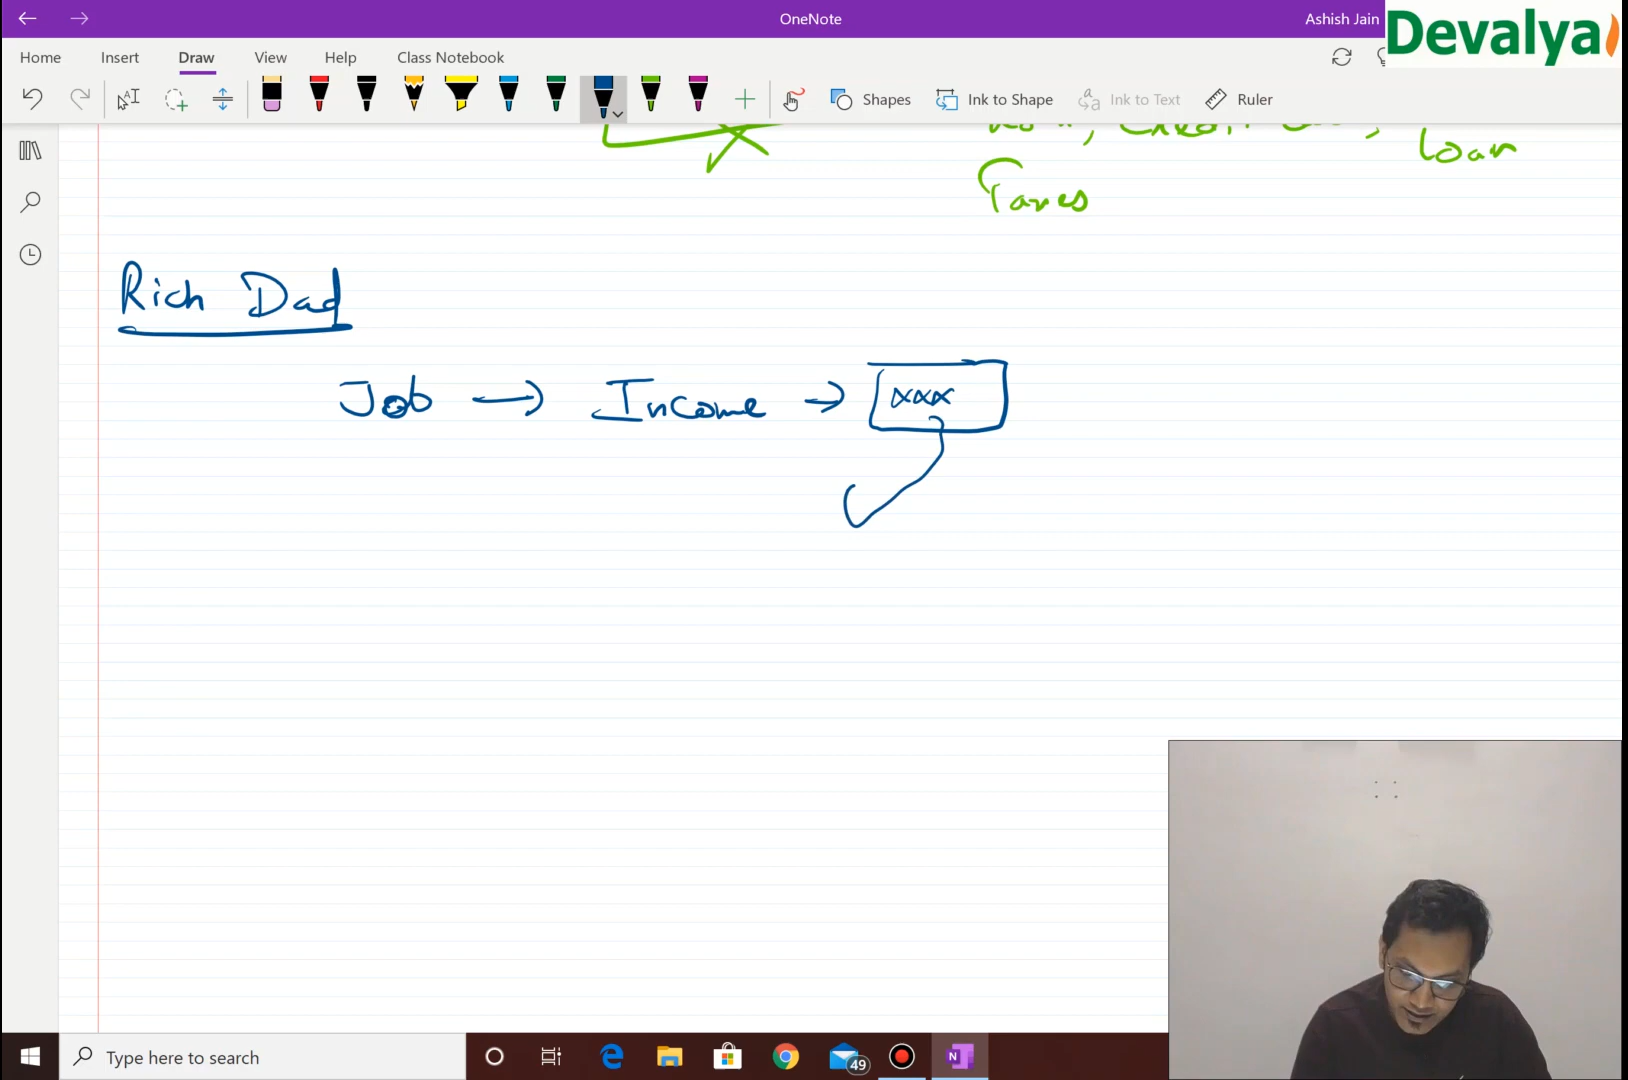 OneNote
Ashish Jain
Devalya
Home Insert Draw View Help Class Notebook
Shapes Ink to Shape Ink to Text Ruler
Loan
Taxes
Rich Dad
Job → Income → xxx
Type here to search
49
N